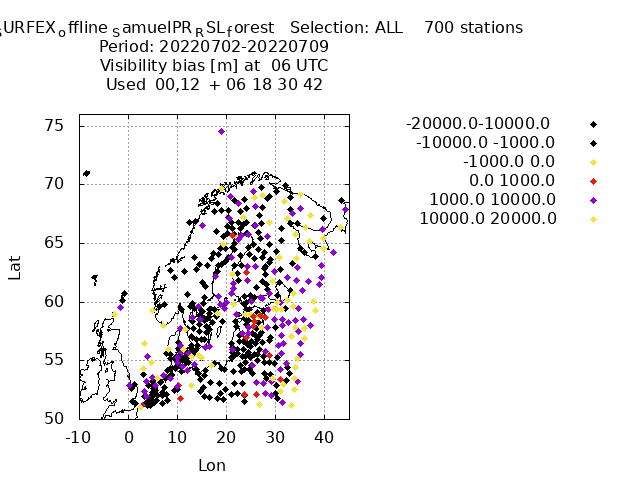 SURFEX_offline_SamuelPR_RSL_forest Selection: ALL 700 stations
Period: 20220702-20220709
Visibility bias [m] at 06 UTC
Used 00,12 + 06 18 30 42
-20000.0-10000.0
-10000.0 -1000.0
-1000.0 0.0
0.0 1000.0
1000.0 10000.0
10000.0 20000.0
75
70
65
60
55
50
Lat
-10 0 10 20 30 40
Lon